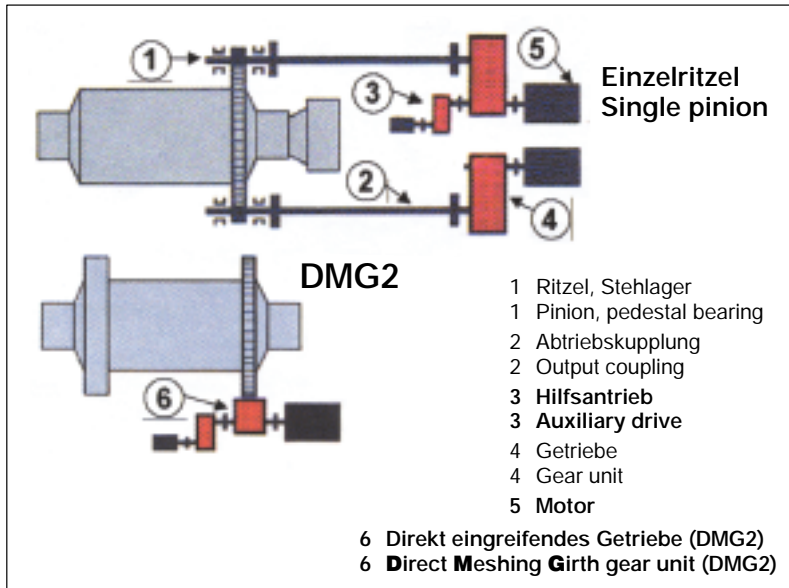 1
5
Einzelritzel
Single pinion
3
2
4
DMG2
6
1 Ritzel, Stehlager
1 Pinion, pedestal bearing
2 Abtriebskupplung
2 Output coupling
3 Hilfsantrieb
3 Auxiliary drive
4 Getriebe
4 Gear unit
5 Motor
6 Direkt eingreifendes Getriebe (DMG2)
6 Direct Meshing Girth gear unit (DMG2)